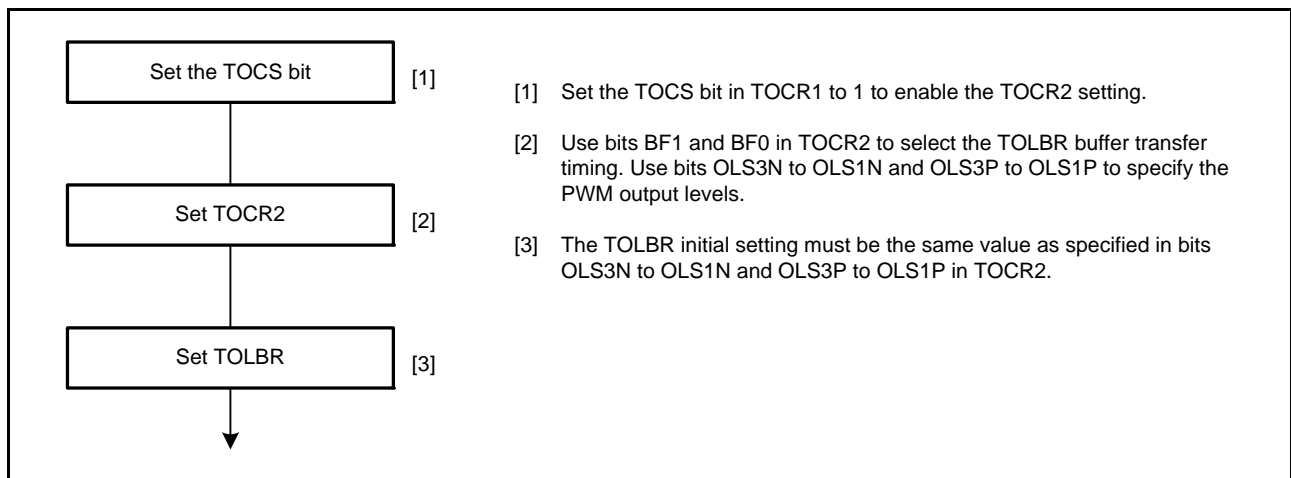 Set the TOCS bit [1]
Set TOCR2 [2]
Set TOLBR [3]
[1] Set the TOCS bit in TOCR1 to 1 to enable the TOCR2 setting.
[2] Use bits BF1 and BF0 in TOCR2 to select the TOLBR buffer transfer
timing. Use bits OLS3N to OLS1N and OLS3P to OLS1P to specify the
PWM output levels.
[3] The TOLBR initial setting must be the same value as specified in bits
OLS3N to OLS1N and OLS3P to OLS1P in TOCR2.